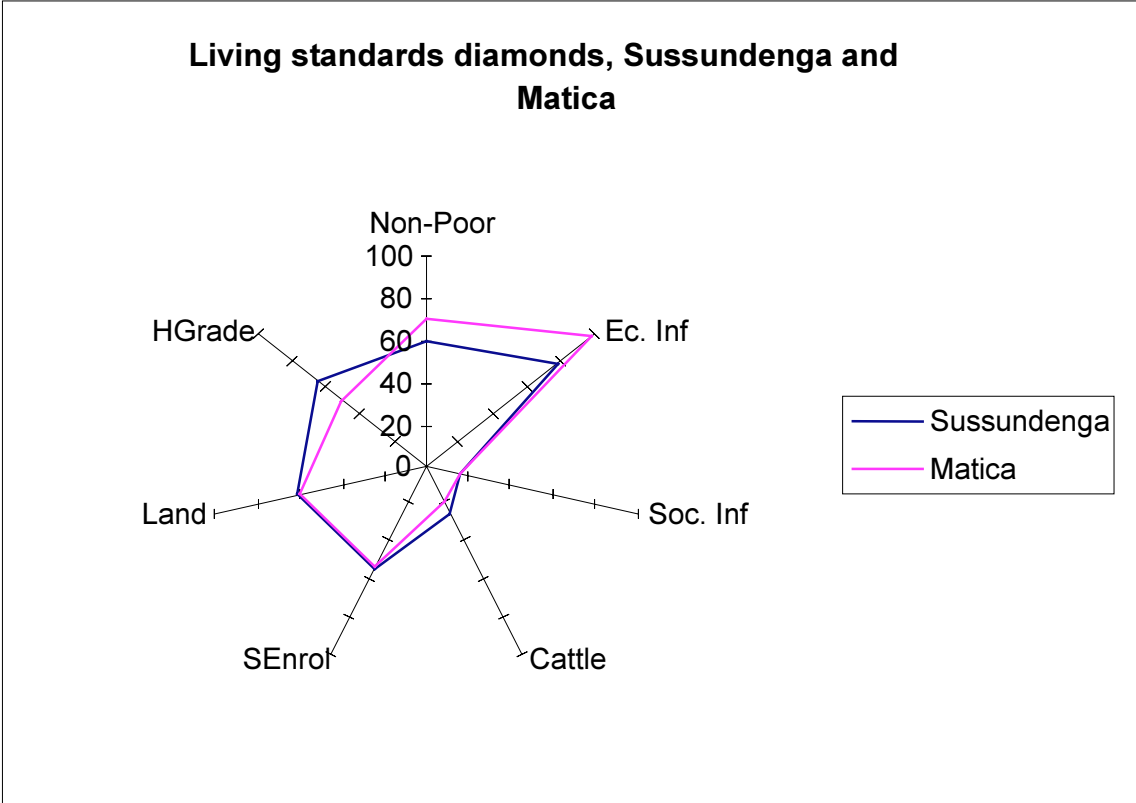 Living standards diamonds, Sussundenga and
Matica
Non-Poor
100
80
60
40
20
0
HGrade
Ec. Inf
Land
Soc. Inf
SEnrol
Cattle
Sussundenga
Matica